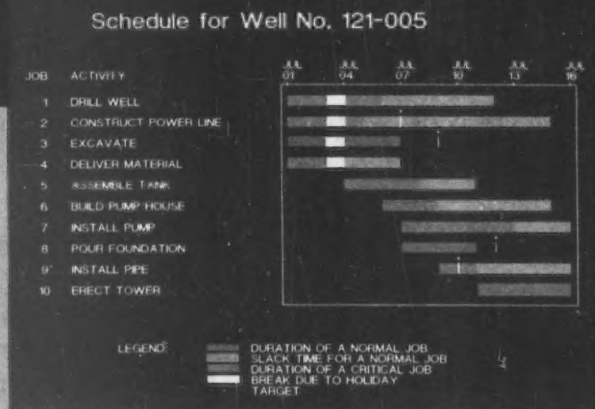 Schedule for Well No. 121-005
JUL JUL JUL JUL JUL JUL
JOB ACTIVITY 01 04 07 10 13 16
1 DRILL WELL
2 CONSTRUCT POWER LINE
3 EXCAVATE
4 DELIVER MATERIAL
5 ASSEMBLE TANK
6 BUILD PUMP HOUSE
7 INSTALL PUMP
8 POUR FOUNDATION
9 INSTALL PIPE
10 ERECT TOWER
LEGEND: DURATION OF A NORMAL JOB
SLACK TIME FOR A NORMAL JOB
DURATION OF A CRITICAL JOB
BREAK DUE TO HOLIDAY
TARGET